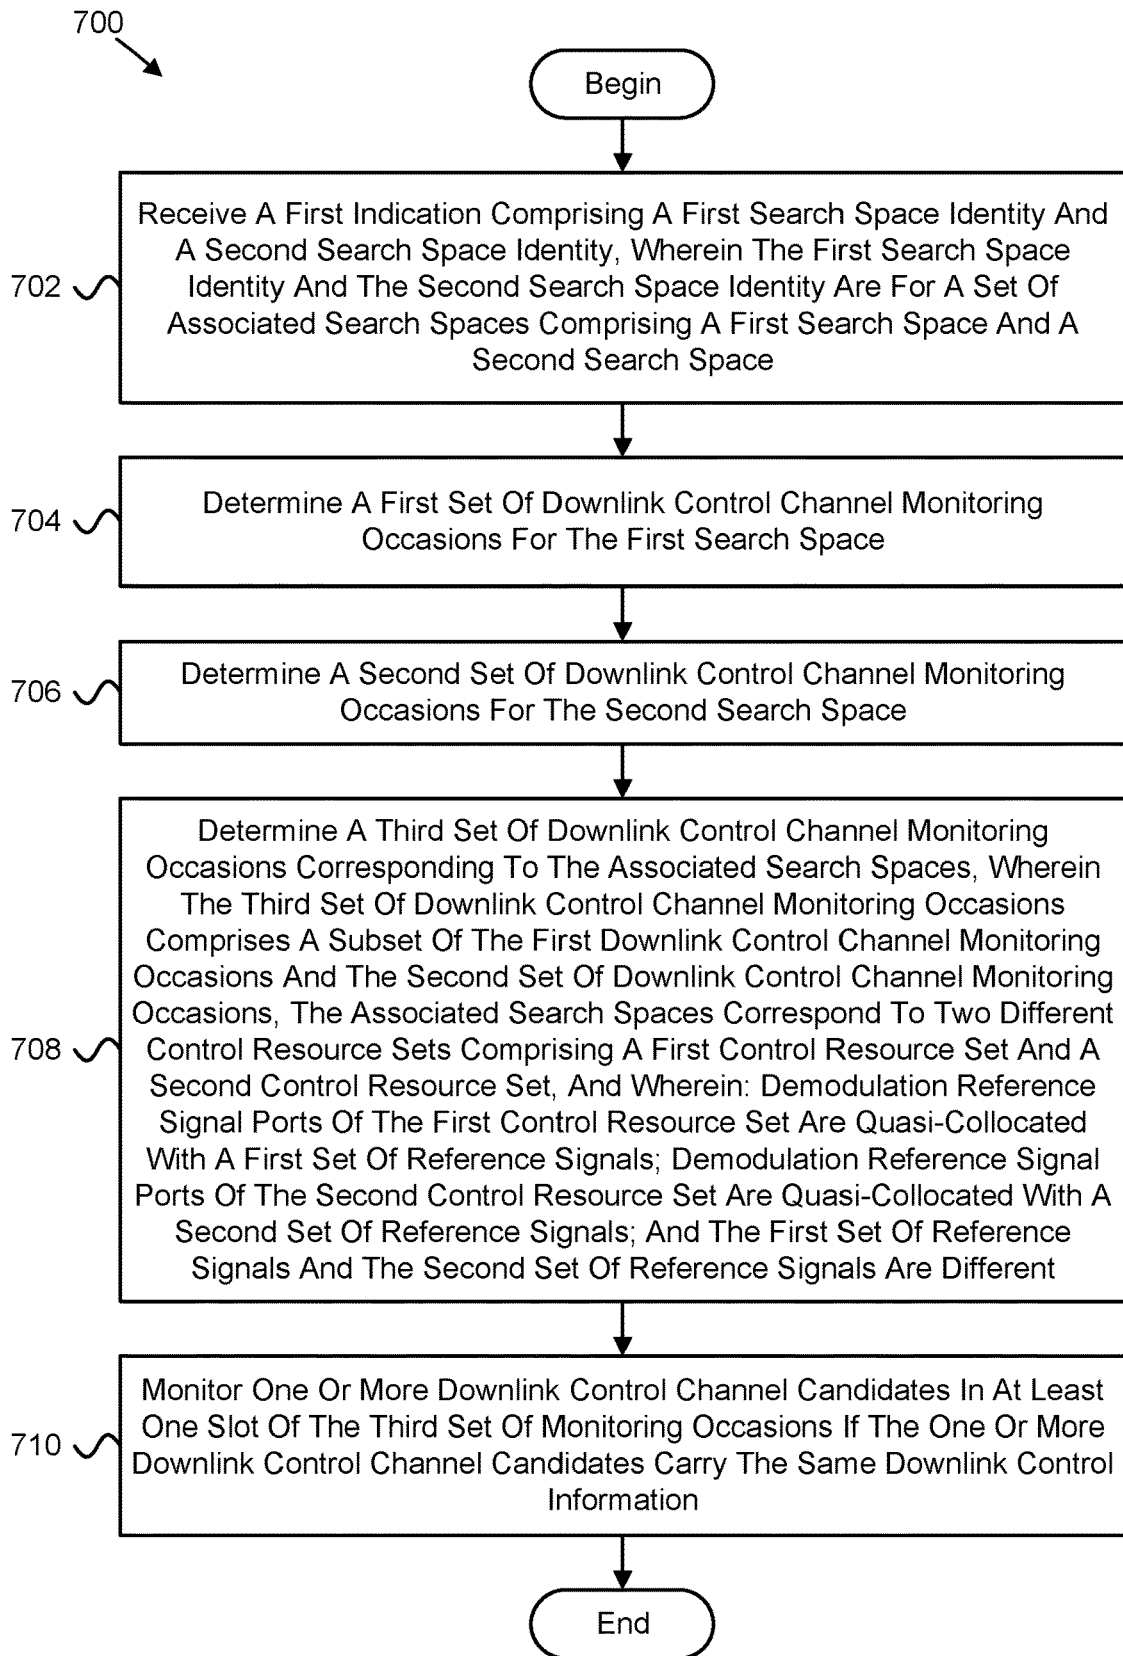 700
Begin
702
Receive A First Indication Comprising A First Search Space Identity And
A Second Search Space Identity, Wherein The First Search Space
Identity And The Second Search Space Identity Are For A Set Of
Associated Search Spaces Comprising A First Search Space And A
Second Search Space
704
Determine A First Set Of Downlink Control Channel Monitoring
Occasions For The First Search Space
706
Determine A Second Set Of Downlink Control Channel Monitoring
Occasions For The Second Search Space
708
Determine A Third Set Of Downlink Control Channel Monitoring
Occasions Corresponding To The Associated Search Spaces, Wherein
The Third Set Of Downlink Control Channel Monitoring Occasions
Comprises A Subset Of The First Downlink Control Channel Monitoring
Occasions And The Second Set Of Downlink Control Channel Monitoring
Occasions, The Associated Search Spaces Correspond To Two Different
Control Resource Sets Comprising A First Control Resource Set And A
Second Control Resource Set, And Wherein: Demodulation Reference
Signal Ports Of The First Control Resource Set Are Quasi-Collocated
With A First Set Of Reference Signals; Demodulation Reference Signal
Ports Of The Second Control Resource Set Are Quasi-Collocated With A
Second Set Of Reference Signals; And The First Set Of Reference
Signals And The Second Set Of Reference Signals Are Different
710
Monitor One Or More Downlink Control Channel Candidates In At Least
One Slot Of The Third Set Of Monitoring Occasions If The One Or More
Downlink Control Channel Candidates Carry The Same Downlink Control
Information
End